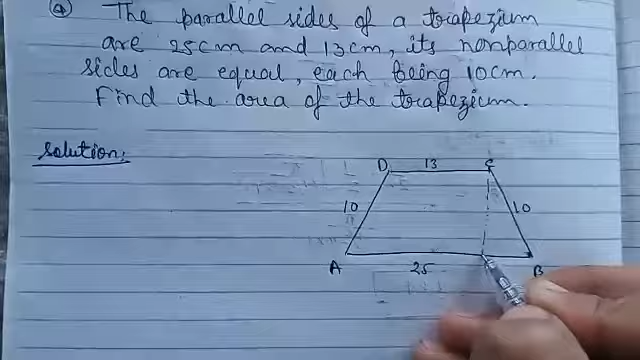 Q) The parallel sides of a trapezium
are 25cm and 13cm, its nonparallel
sides are equal, each being 10cm.
Find the area of the trapezium.
Solution:
D 13 C
10 10
A 25 B